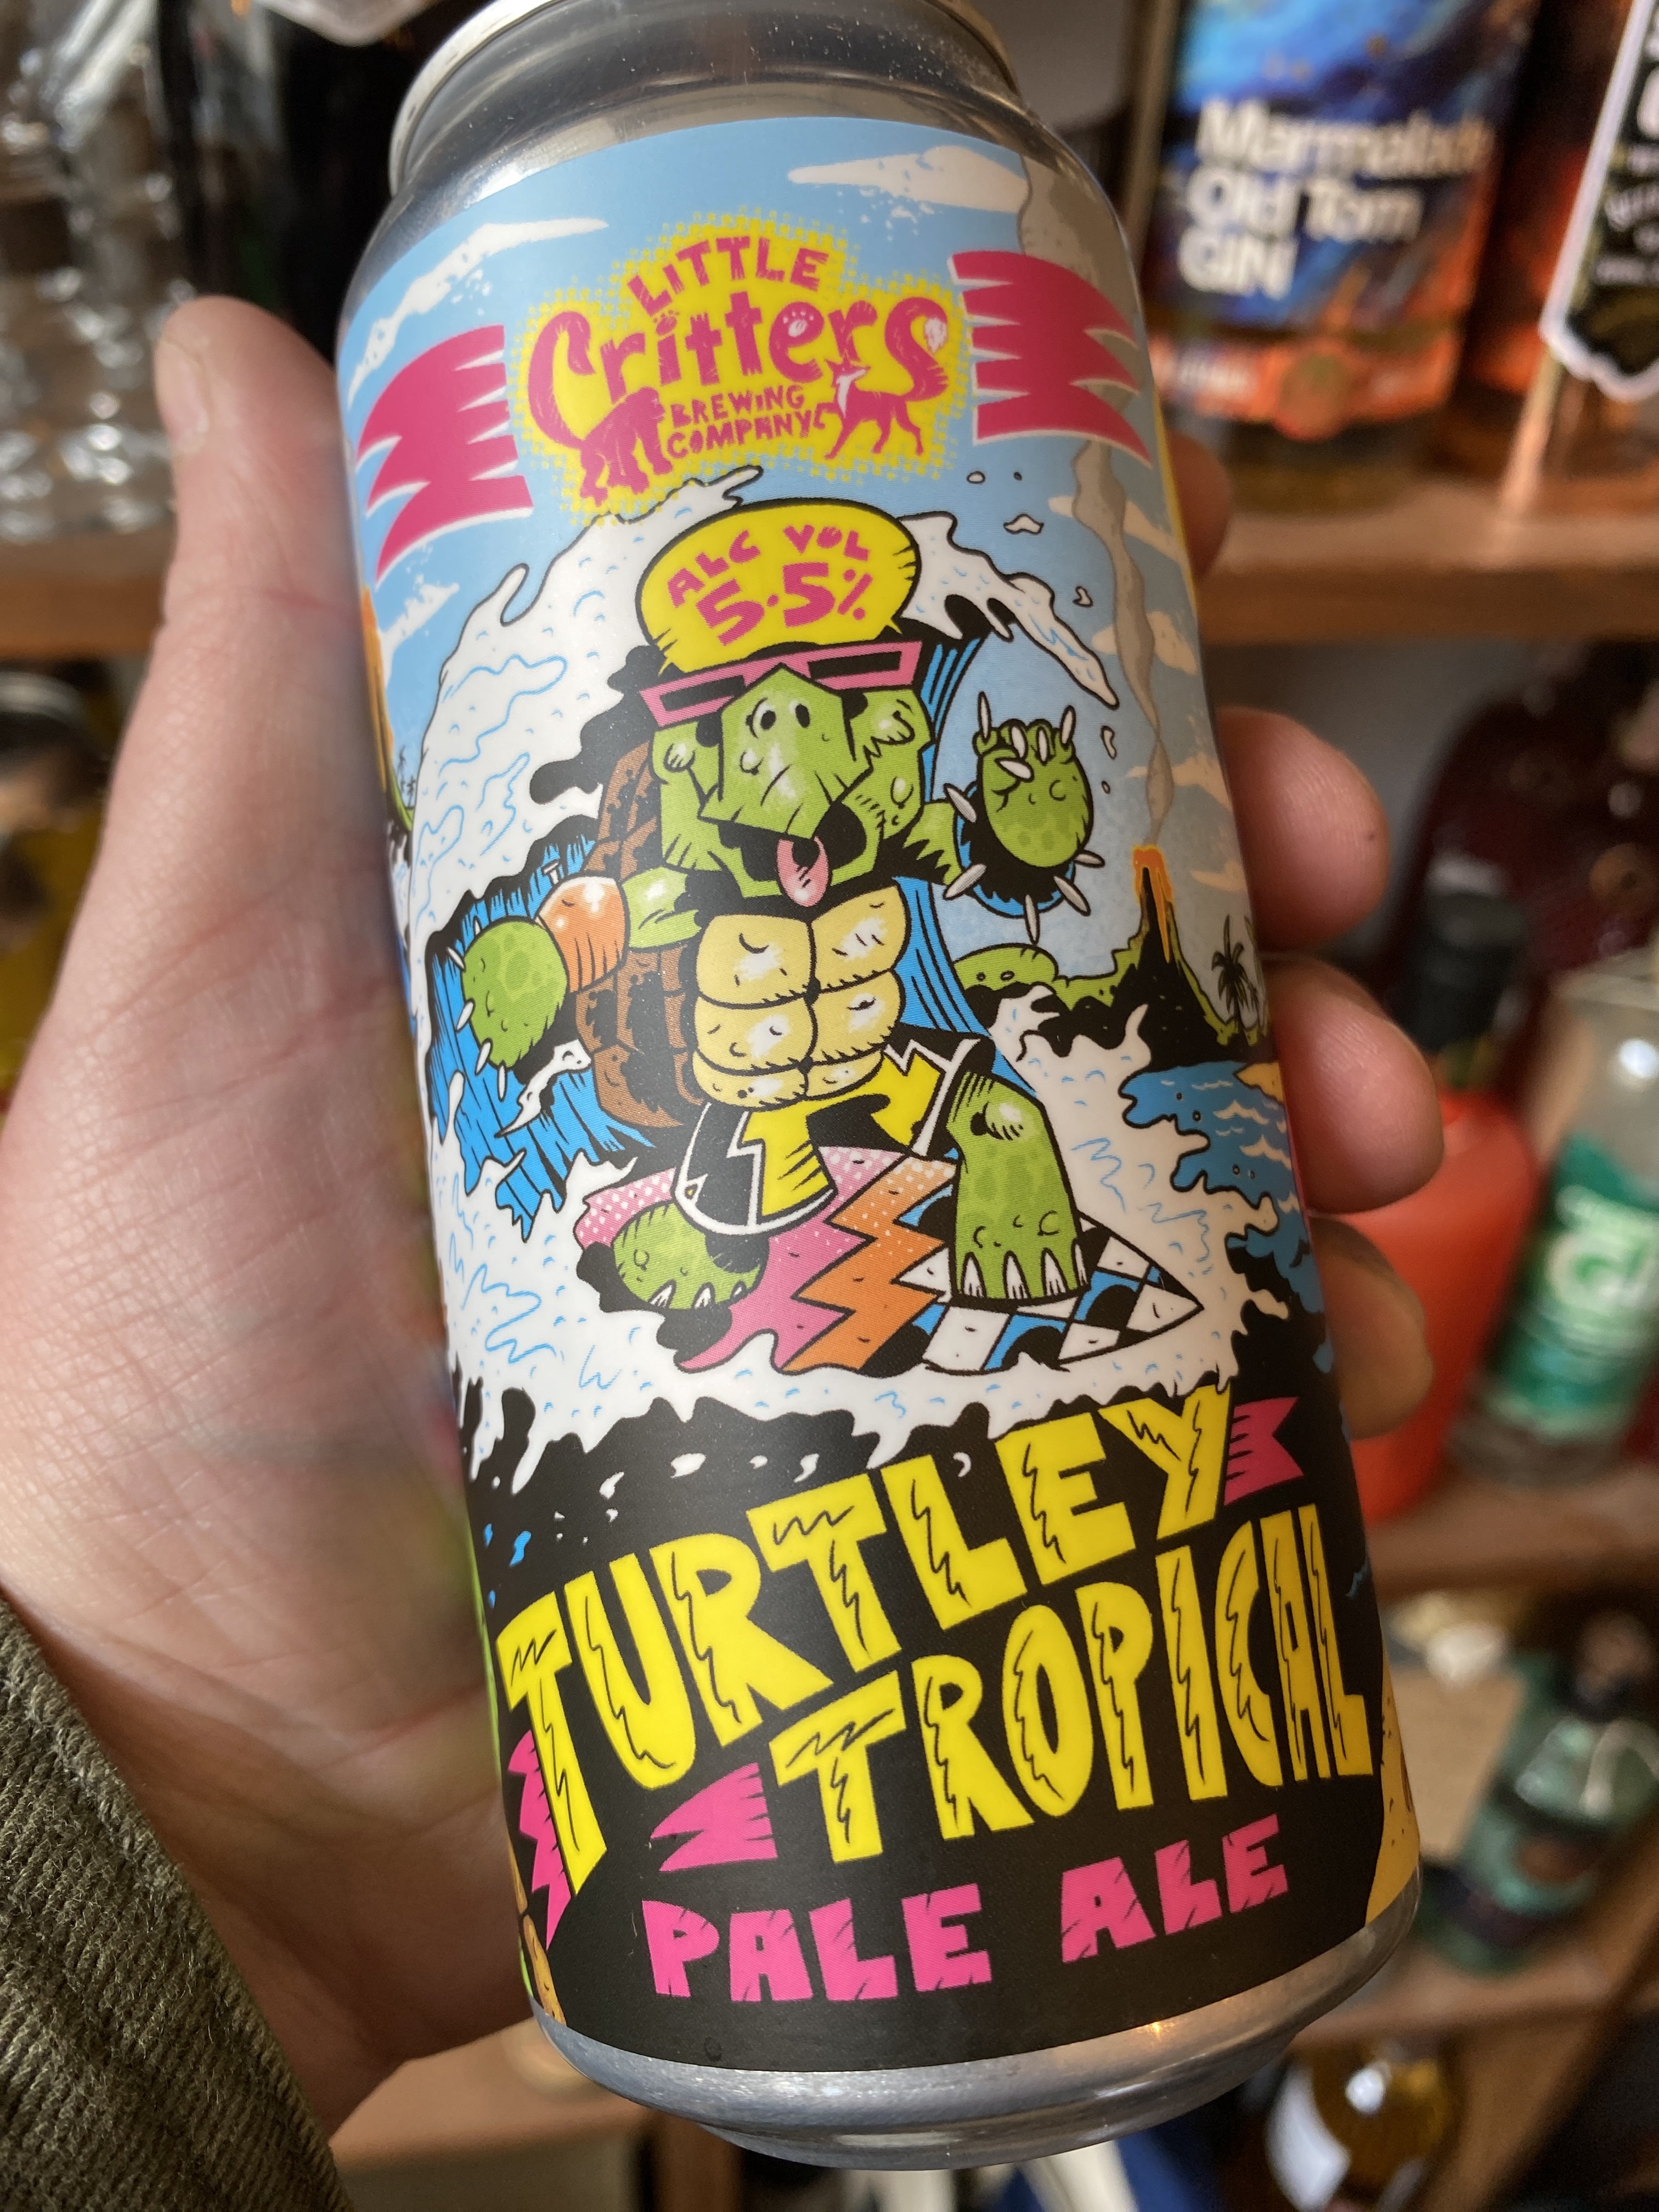 LITTLE
Critters
BREWING
COMPANY
ALC VOL
5.5%
TURTLEY
TROPICAL
PALE ALE
Marmalade
Old Tom
GIN